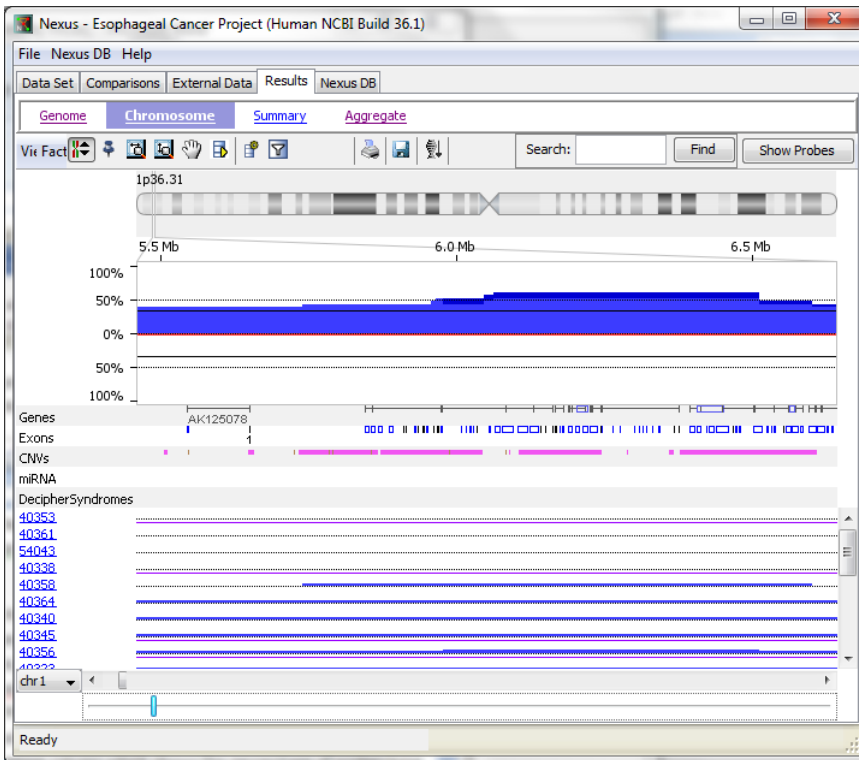 Nexus - Esophageal Cancer Project (Human NCBI Build 36.1)
File Nexus DB Help
Data Set Comparisons External Data Results Nexus DB
Genome Chromosome Summary Aggregate
Fact Search: Find Show Probes
1p36.31
5.5 Mb 6.0 Mb 6.5 Mb
100%
50%
0%
50%
100%
Genes AK125078
Exons 1
CNVs
miRNA
DecipherSyndromes
40353
40361
54043
40338
40358
40364
40340
40345
40356
chr1
Ready